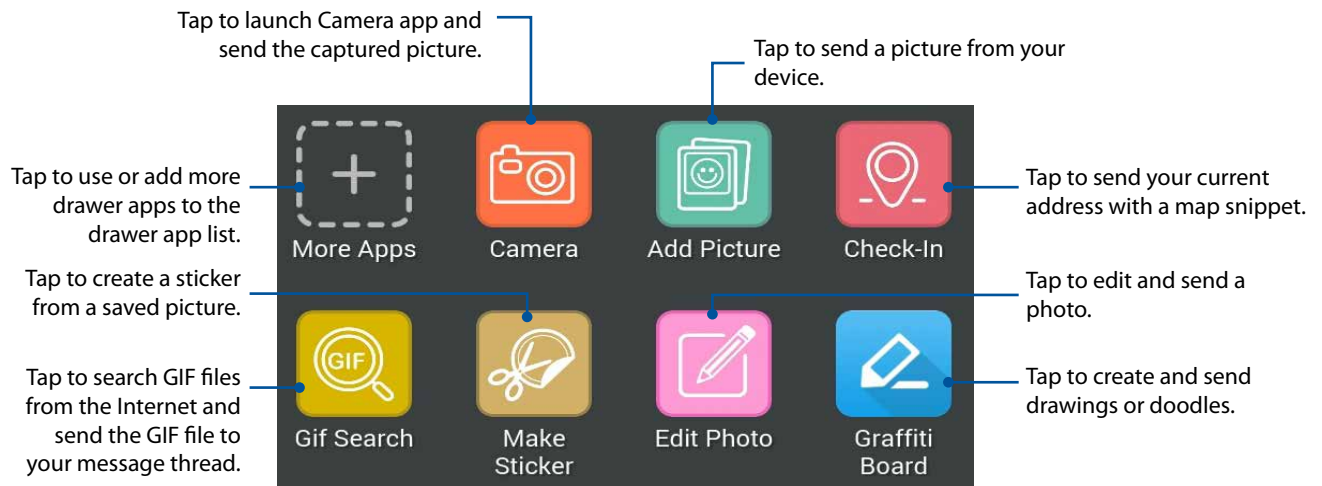 Tap to launch Camera app and
send the captured picture.
Tap to send a picture from your
device.
Tap to use or add more
drawer apps to the
drawer app list.
More Apps
Camera
Add Picture
Check-In
Tap to send your current
address with a map snippet.
Tap to create a sticker
from a saved picture.
Tap to edit and send a
photo.
GIF
Tap to search GIF files
from the Internet and
send the GIF file to
your message thread.
Gif Search
Make
Sticker
Edit Photo
Graffiti
Board
Tap to create and send
drawings or doodles.